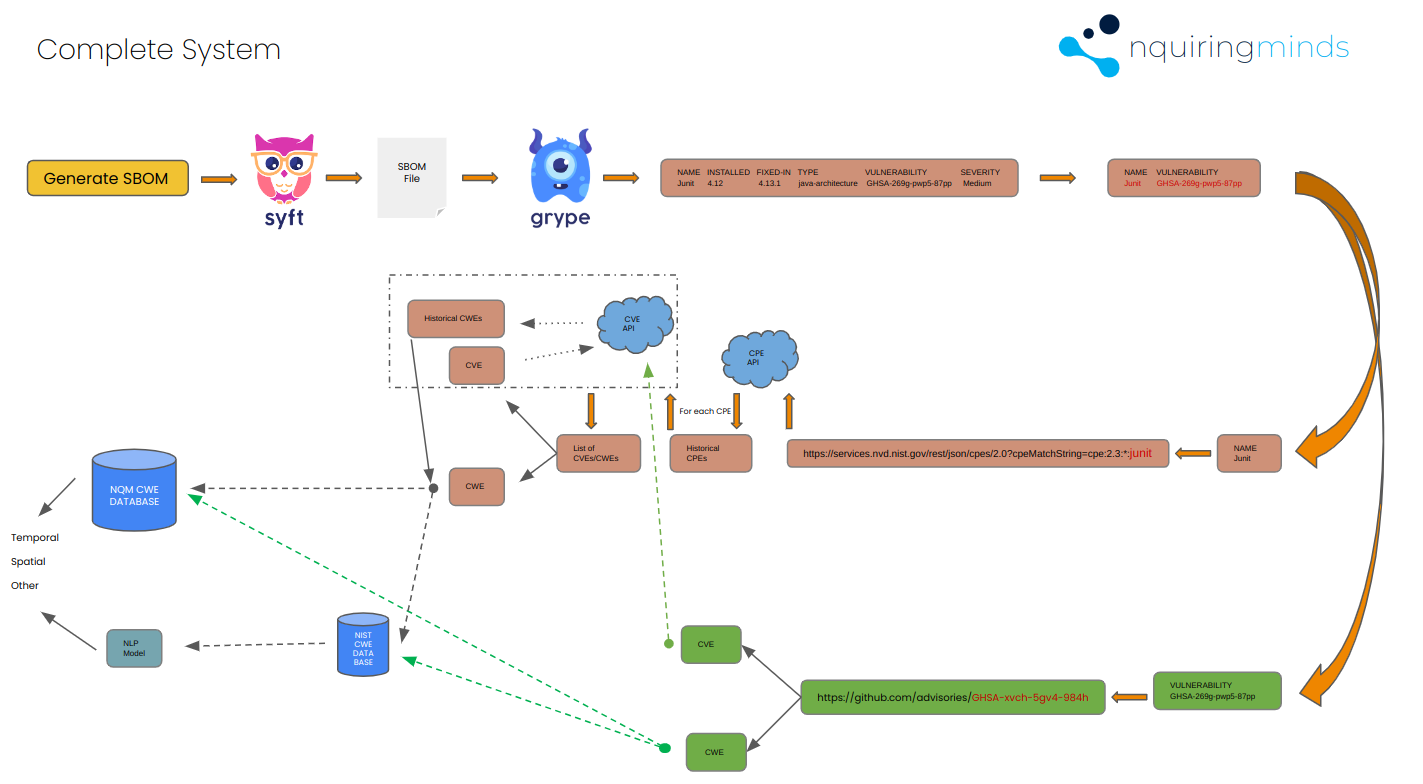 Complete System
nquiringminds
Generate SBOM
syft
SBOM
File
grype
NAME INSTALLED FIXED-IN TYPE VULNERABILITY SEVERITY
Junit 4.12 4.13.1 java-architecture GHSA-269g-pwp5-87pp Medium
NAME VULNERABILITY
Junit GHSA-269g-pwp5-87pp
Historical CWEs
CVE
API
CVE
CPE
API
For each CPE
List of
CVEs/CWEs
Historical
CPEs
https://services.nvd.nist.gov/rest/json/cpes/2.0?cpeMatchString=cpe:2.3:*:junit
NAME
Junit
NQM CWE
DATABASE
CWE
Temporal
Spatial
Other
NLP
Model
NIST
CWE
DATA
BASE
CVE
https://github.com/advisories/GHSA-xvch-5gv4-984h
VULNERABILITY
GHSA-269g-pwp5-87pp
CWE